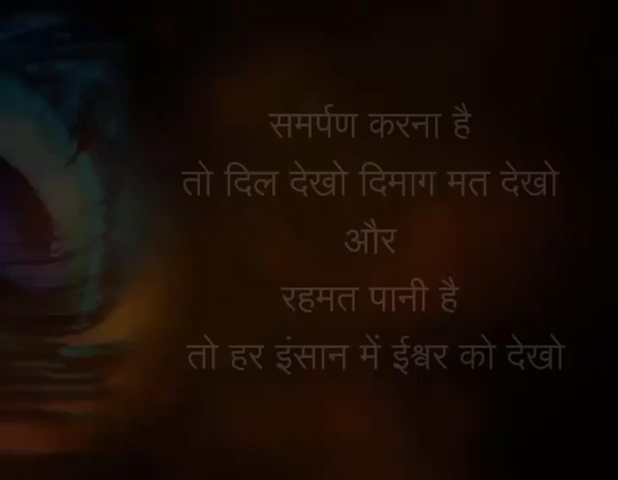 समर्पण करना है
तो दिल देखो दिमाग मत देखो
और
रहमत पानी है
तो हर इंसान में ईश्वर को देखो